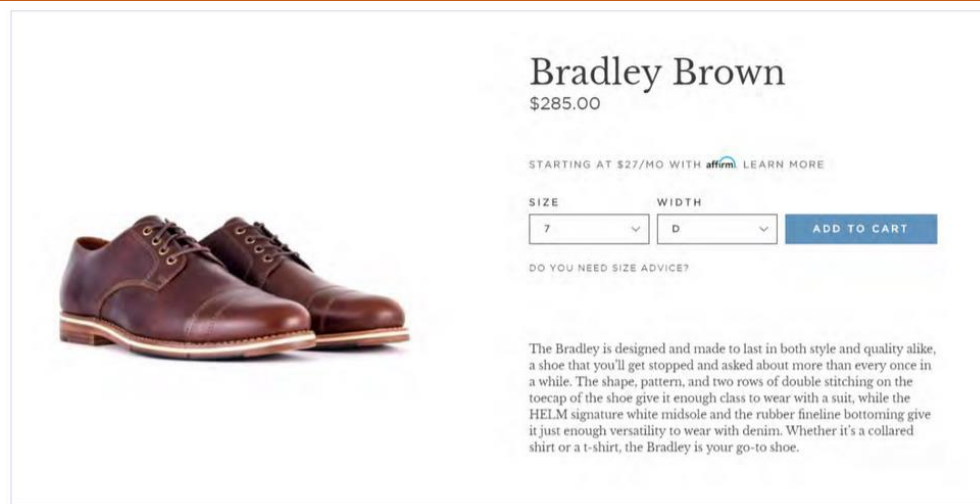 Bradley Brown
$285.00
STARTING AT $27/MO WITH affirm. LEARN MORE
SIZE WIDTH
7 D ADD TO CART
DO YOU NEED SIZE ADVICE?
The Bradley is designed and made to last in both style and quality alike,
a shoe that you'll get stopped and asked about more than every once in
a while. The shape, pattern, and two rows of double stitching on the
toecap of the shoe give it enough class to wear with a suit, while the
HELM signature white midsole and the rubber fineline bottoming give
it just enough versatility to wear with denim. Whether it's a collared
shirt or a t-shirt, the Bradley is your go-to shoe.